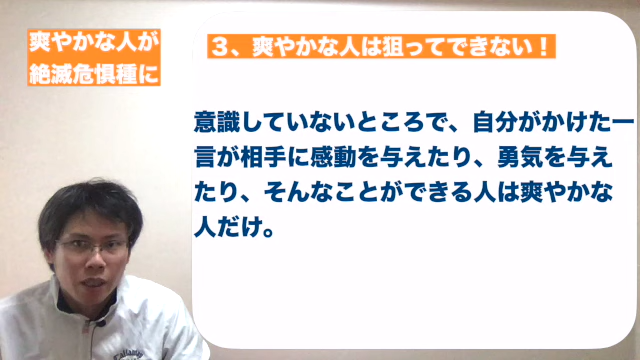 爽やかな人が
絶滅危惧種に
３、爽やかな人は狙ってできない！
意識していないところで、自分がかけた一
言が相手に感動を与えたり、勇気を与え
たり、そんなことができる人は爽やかな
人だけ。